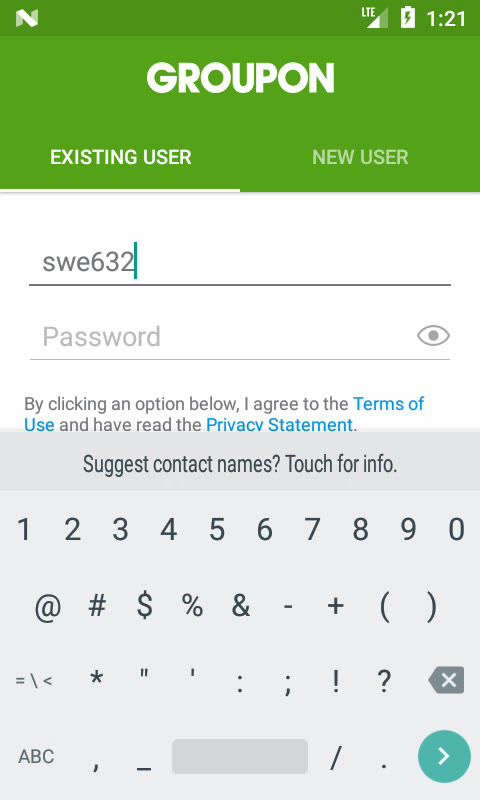 LTE 1:21
GROUPON
EXISTING USER NEW USER
swe632
Password
By clicking an option below, I agree to the Terms of
Use and have read the Privacy Statement.
Suggest contact names? Touch for info.
1 2 3 4 5 6 7 8 9 0
@ # $ % & - + ( )
= \ < * " ' : ; ! ?
ABC , _ / .